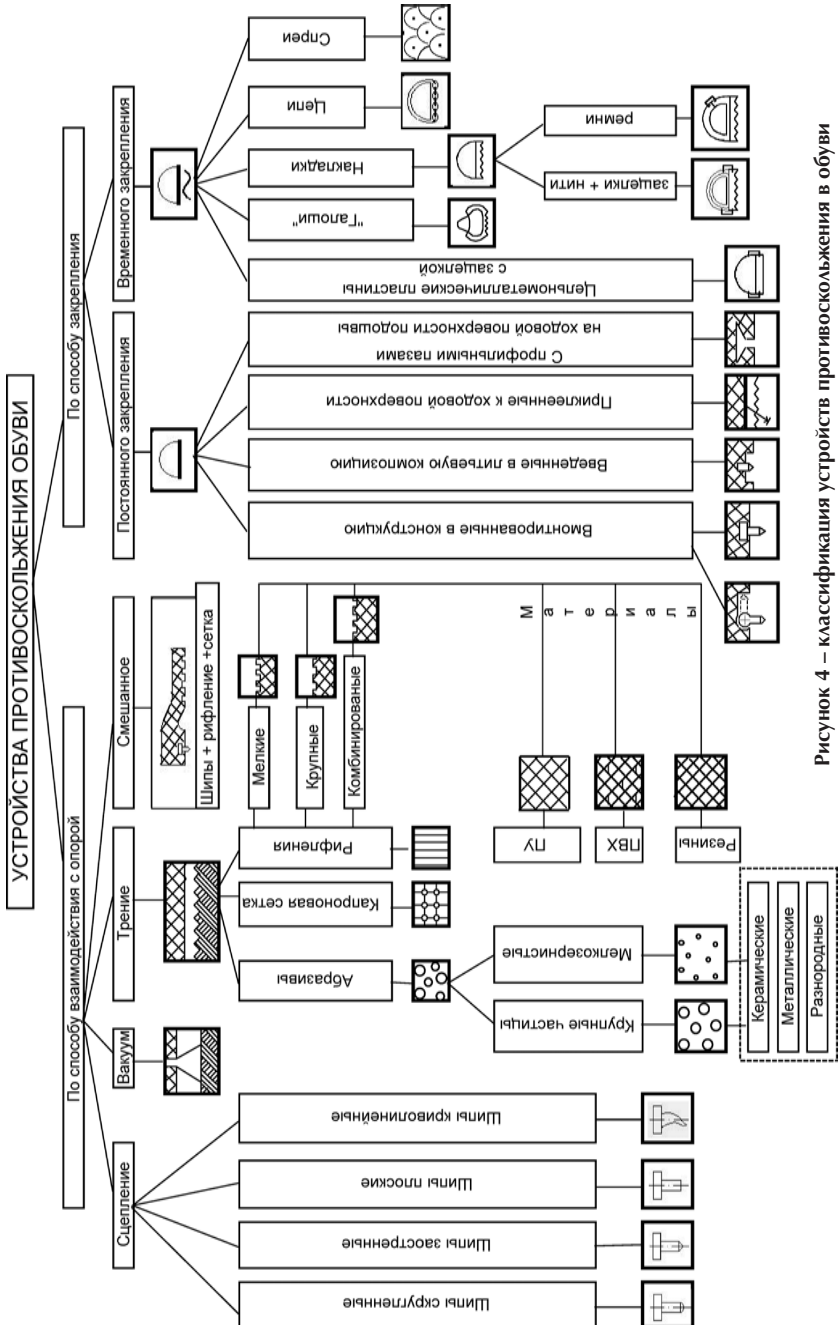 УСТРОЙСТВА ПРОТИВОСКОЛЬЖЕНИЯ ОБУВИ
По способу взаимодействия с опорой
По способу закрепления
Сцепление
Вакуум
Трение
Смешанное
Постоянного закрепления
Временного закрепления
Шипы + рифление +сетка
Шипы скругленные
Шипы заостренные
Шипы плоские
Шипы криволинейные
Абразивы
Капроновая сетка
Рифления
Мелкие
Крупные
Комбинированые
Крупные частицы
Мелкозернистые
Керамические
Металлические
Разнородные
ПУ
ПВХ
Резины
Материалы
Вмонтированные в конструкцию
Введенные в литьевую композицию
Приклеенные к ходовой поверхности
С профильными пазами
на ходовой поверхности подошвы
Цельнометаллические пластины
с защелкой
"Галоши"
Накладки
Цепи
Спреи
защелки + нити
ремни
Рисунок 4 – классификация устройств противоскольжения в обуви